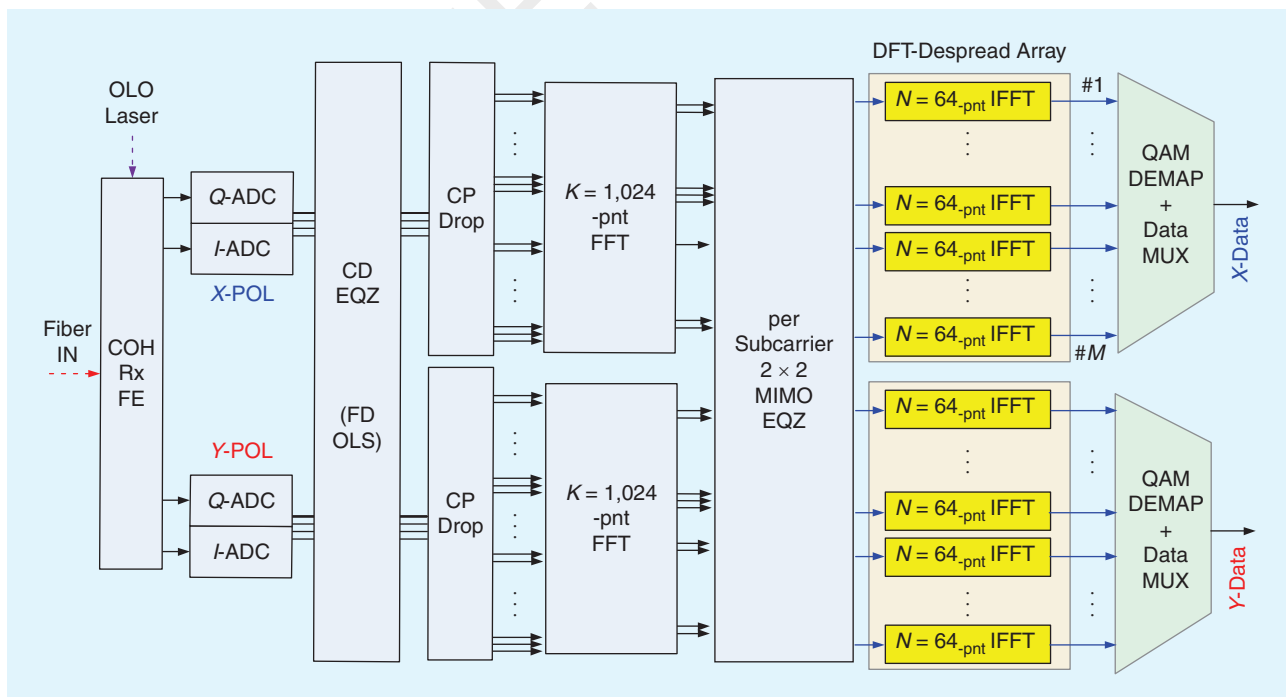 DFT-Despread Array
OLO
Laser
Q-ADC
I-ADC
X-POL
Fiber
IN
COH
Rx
FE
Y-POL
Q-ADC
I-ADC
CD
EQZ
(FD
OLS)
CP
Drop
CP
Drop
K = 1,024
-pnt
FFT
K = 1,024
-pnt
FFT
per
Subcarrier
2 × 2
MIMO
EQZ
N = 64-pnt IFFT
N = 64-pnt IFFT
N = 64-pnt IFFT
N = 64-pnt IFFT
#1
#M
N = 64-pnt IFFT
N = 64-pnt IFFT
N = 64-pnt IFFT
N = 64-pnt IFFT
QAM
DEMAP
+
Data
MUX
X-Data
QAM
DEMAP
+
Data
MUX
Y-Data